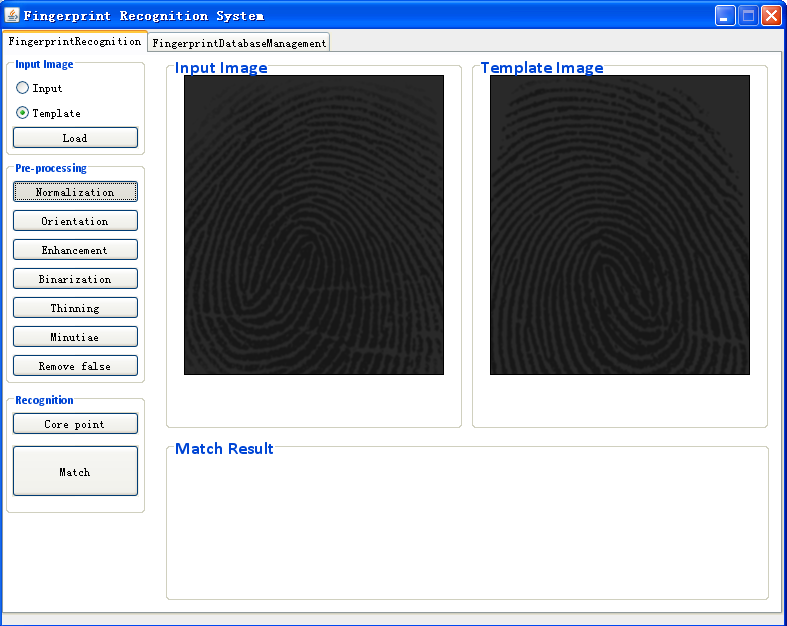 Fingerprint Recognition System
FingerprintRecognition FingerprintDatabaseManagement
Input Image
Input
Template
Load
Pre-processing
Normalization
Orientation
Enhancement
Binarization
Thinning
Minutiae
Remove false
Recognition
Core point
Match
Input Image
Template Image
Match Result